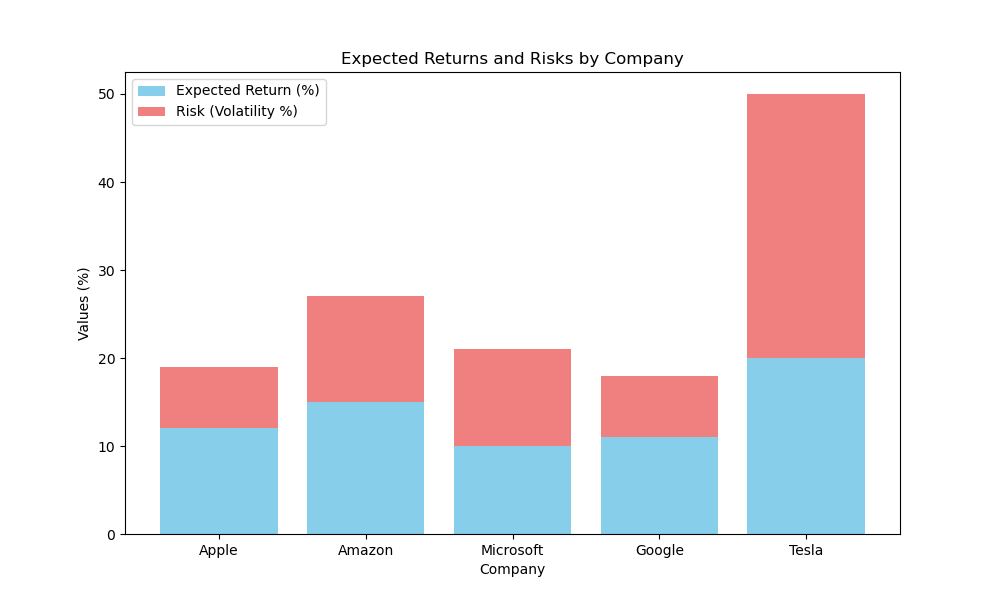 Expected Returns and Risks by Company
Expected Return (%)
Risk (Volatility %)
Values (%)
50
40
30
20
10
0
Apple Amazon Microsoft Google Tesla
Company